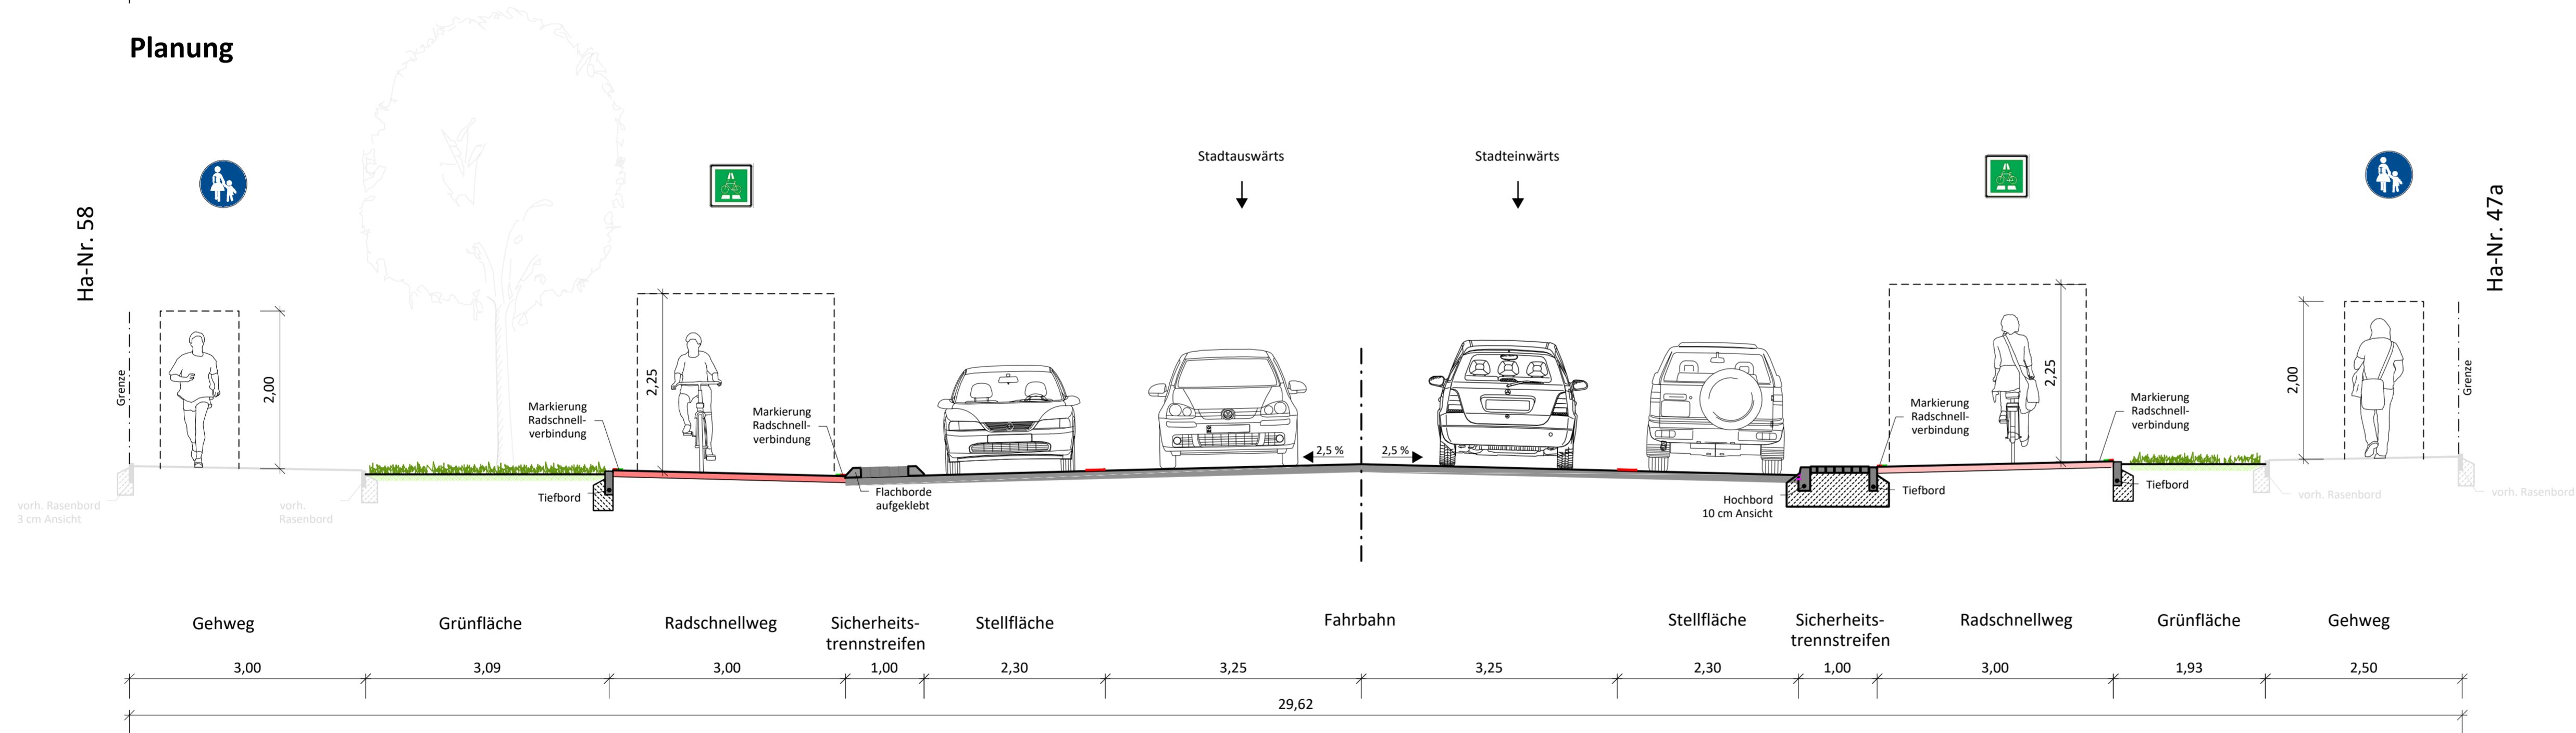 Planung
Stadtauswärts
Stadteinwärts
Ha-Nr. 58
Ha-Nr. 47a
Grenze
2,00
2,25
2,25
2,00
Grenze
Markierung
Radschnell-
verbindung
Markierung
Radschnell-
verbindung
2,5 %
2,5 %
Markierung
Radschnell-
verbindung
Markierung
Radschnell-
verbindung
vorh. Rasenbord
3 cm Ansicht
vorh.
Rasenbord
Tiefbord
Flachborde
aufgeklebt
Hochbord
10 cm Ansicht
Tiefbord
Tiefbord
vorh. Rasenbord
vorh. Rasenbord
Gehweg
Grünfläche
Radschnellweg
Sicherheits-
trennstreifen
Stellfläche
Fahrbahn
Stellfläche
Sicherheits-
trennstreifen
Radschnellweg
Grünfläche
Gehweg
3,00
3,09
3,00
1,00
2,30
3,25
3,25
2,30
1,00
3,00
1,93
2,50
29,62